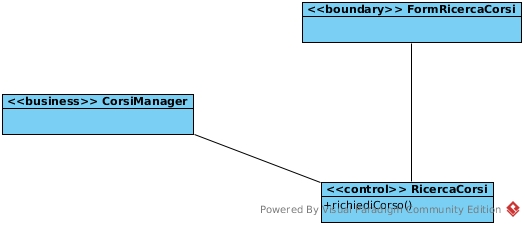 <<boundary>> FormRicercaCorsi
<<business>> CorsiManager
<<control>> RicercaCorsi
+richiediCorso()
Powered By Visual Paradigm Community Edition